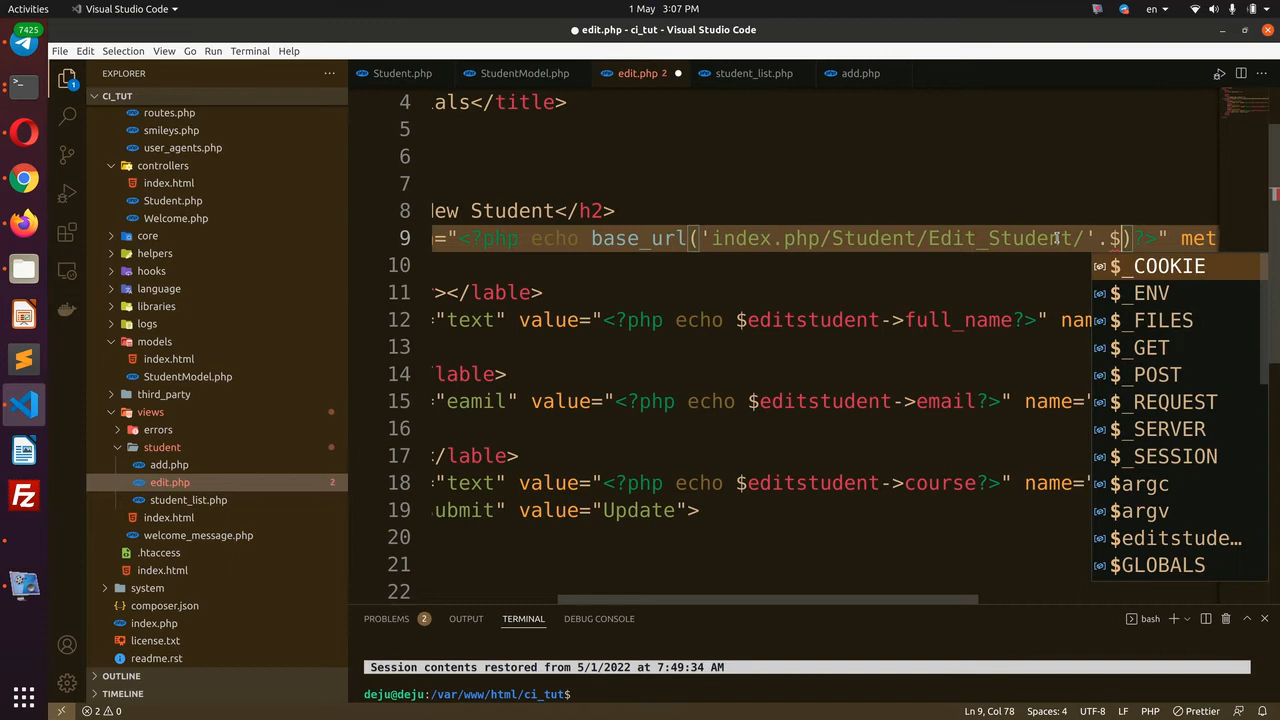 Activities
Visual Studio Code
1 May 3:07 PM
en
7425
● edit.php - ci_tut - Visual Studio Code
File Edit Selection View Go Run Terminal Help
1
EXPLORER
CI_TUT
routes.php
smileys.php
user_agents.php
controllers
index.html
Student.php
Welcome.php
core
helpers
hooks
language
libraries
logs
models
index.html
StudentModel.php
third_party
views
errors
student
add.php
edit.php 2
student_list.php
index.html
welcome_message.php
.htaccess
index.html
system
composer.json
index.php
license.txt
readme.rst
OUTLINE
TIMELINE
Student.php StudentModel.php edit.php 2 student_list.php add.php
4 als</title>
5
6
7
8 ew Student</h2>
9 ="<?php echo base_url('index.php/Student/Edit_Student/'.$)?>" met
10
11 ></lable>
12 ="text" value="<?php echo $editstudent->full_name?>" nam
13
14 lable>
15 ="eamil" value="<?php echo $editstudent->email?>" name="
16
17 /lable>
18 ="text" value="<?php echo $editstudent->course?>" name="
19 ubmit" value="Update">
20
21
22
$_COOKIE
$_ENV
$_FILES
$_GET
$_POST
$_REQUEST
$_SERVER
$_SESSION
$argc
$argv
$editstude…
$GLOBALS
PROBLEMS 2 OUTPUT TERMINAL DEBUG CONSOLE
bash
Session contents restored from 5/1/2022 at 7:49:34 AM
deju@deju:/var/www/html/ci_tut$
2 0
Ln 9, Col 78 Spaces: 4 UTF-8 LF PHP Prettier